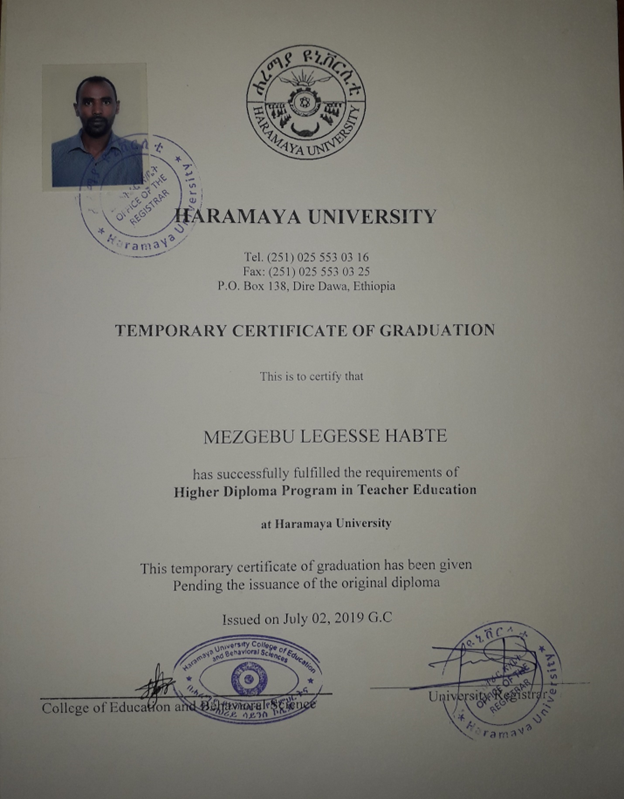 ሐረማያ ዩኒቨርሲቲ
HARAMAYA UNIVERSITY
OFFICE OF THE
REGISTRAR
Haramaya University
HARAMAYA UNIVERSITY
Tel. (251) 025 553 03 16
Fax: (251) 025 553 03 25
P.O. Box 138, Dire Dawa, Ethiopia
TEMPORARY CERTIFICATE OF GRADUATION
This is to certify that
MEZGEBU LEGESSE HABTE
has successfully fulfilled the requirements of
Higher Diploma Program in Teacher Education
at Haramaya University
This temporary certificate of graduation has been given
Pending the issuance of the original diploma
Issued on July 02, 2019 G.C
Haramaya University College of Education
and Behavioral Sciences
College of Education and Behavioral Science
University Registrar
OFFICE OF THE
REGISTRAR
Haramaya University